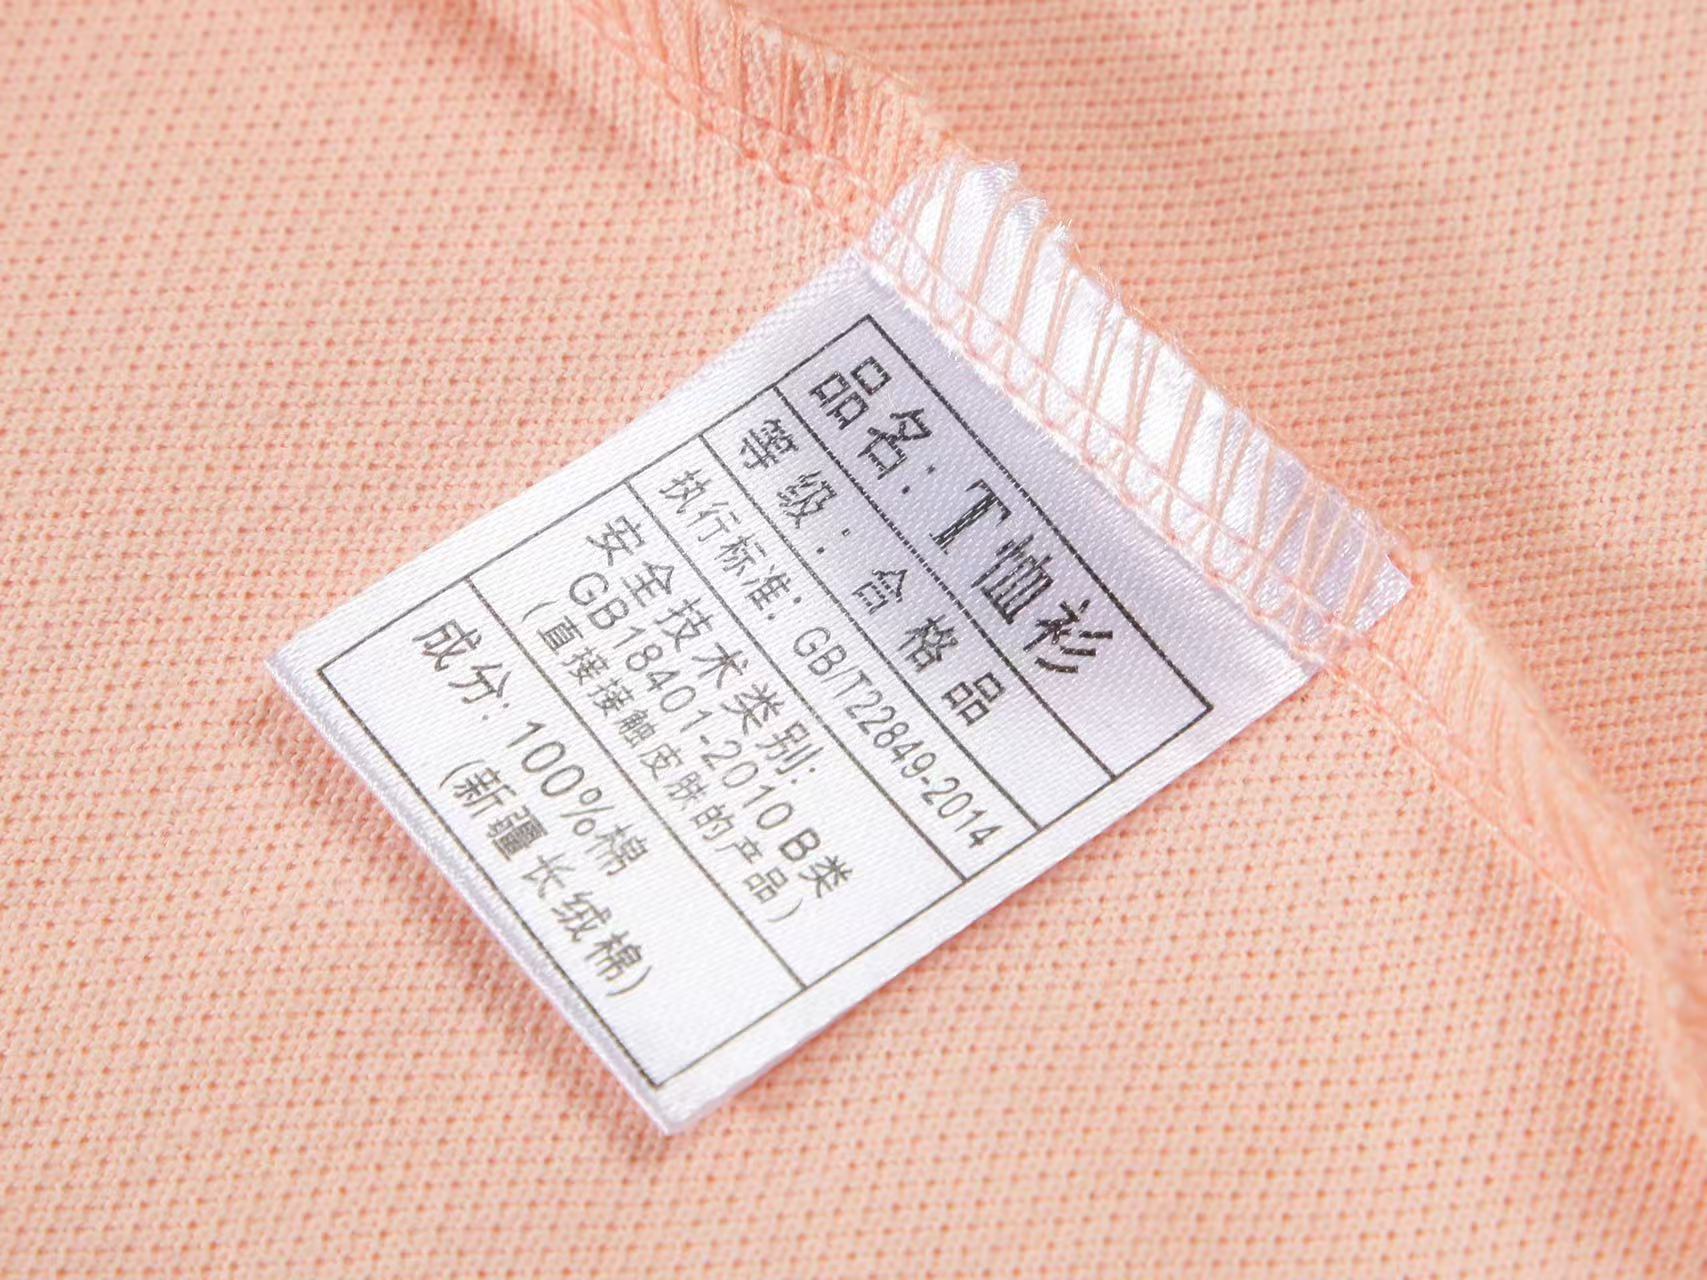 品名：T恤衫
等级：合格品
执行标准：GB/T22849-2014
安全技术类别：
GB18401-2010 B类
（直接接触皮肤的产品）
成分：100%棉
（新疆长绒棉）